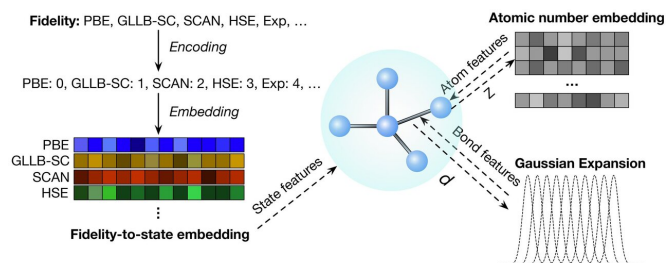 Fidelity: PBE, GLLB-SC, SCAN, HSE, Exp, …
Encoding
PBE: 0, GLLB-SC: 1, SCAN: 2, HSE: 3, Exp: 4, …
Embedding
PBE
GLLB-SC
SCAN
HSE
⋮
Fidelity-to-state embedding
State features
Atomic number embedding
Atom features
Z
…
Bond features
d
Gaussian Expansion